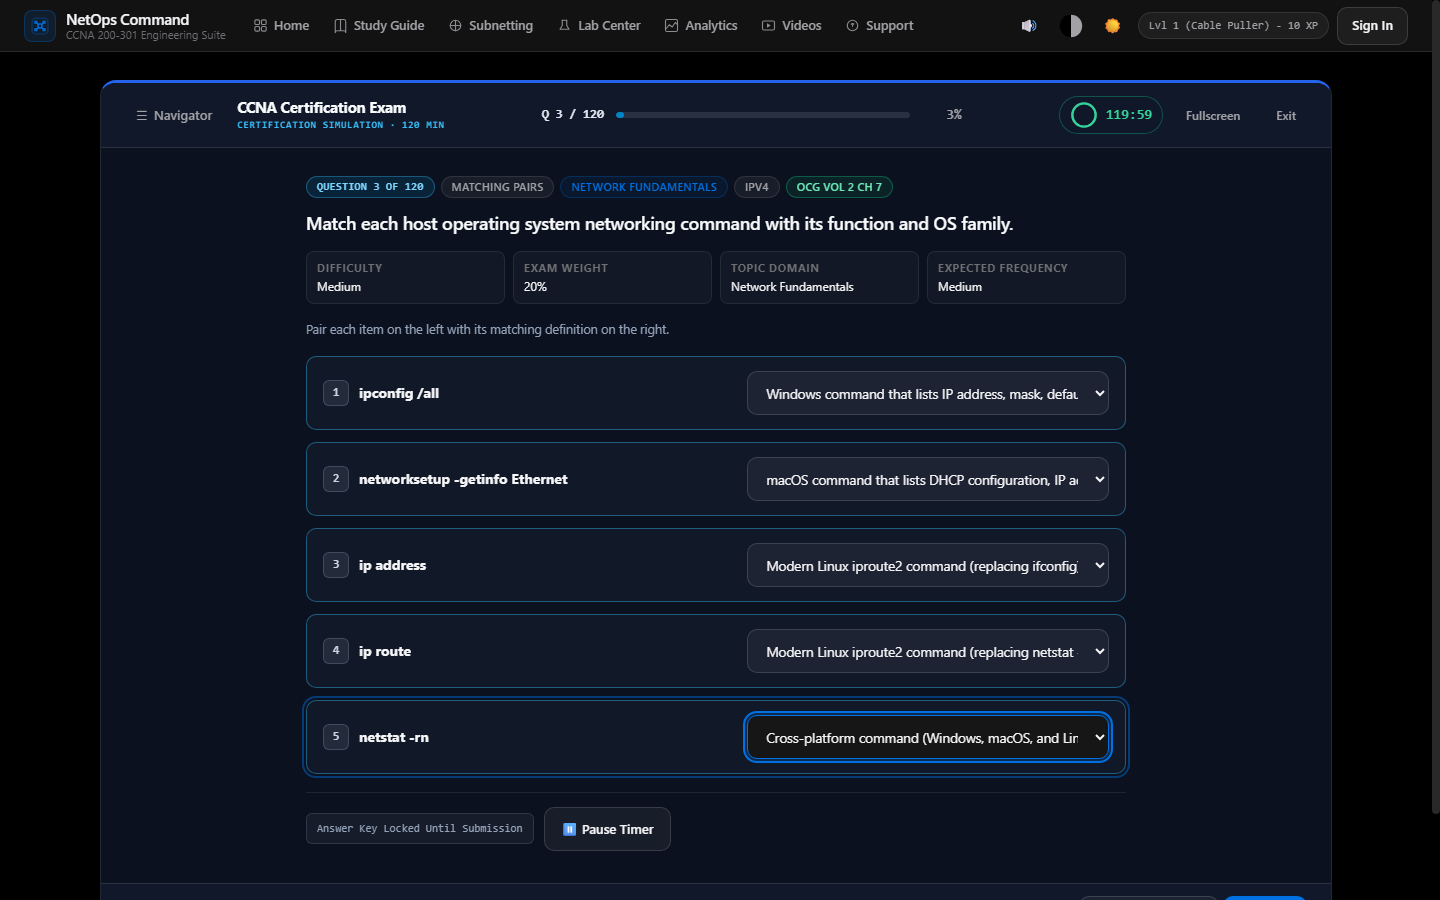 NetOps Command
CCNA 200-301 Engineering Suite
Home
Study Guide
Subnetting
Lab Center
Analytics
Videos
Support
Lvl 1 (Cable Puller) - 10 XP
Sign In
Navigator
CCNA Certification Exam
CERTIFICATION SIMULATION · 120 MIN
Q 3 / 120
3%
119:59
Fullscreen
Exit
QUESTION 3 OF 120
MATCHING PAIRS
NETWORK FUNDAMENTALS
IPV4
OCG VOL 2 CH 7
Match each host operating system networking command with its function and OS family.
DIFFICULTY
Medium
EXAM WEIGHT
20%
TOPIC DOMAIN
Network Fundamentals
EXPECTED FREQUENCY
Medium
Pair each item on the left with its matching definition on the right.
1
ipconfig /all
Windows command that lists IP address, mask, defau
2
networksetup -getinfo Ethernet
macOS command that lists DHCP configuration, IP a
3
ip address
Modern Linux iproute2 command (replacing ifconfig)
4
ip route
Modern Linux iproute2 command (replacing netstat
5
netstat -rn
Cross-platform command (Windows, macOS, and Lin
Answer Key Locked Until Submission
Pause Timer